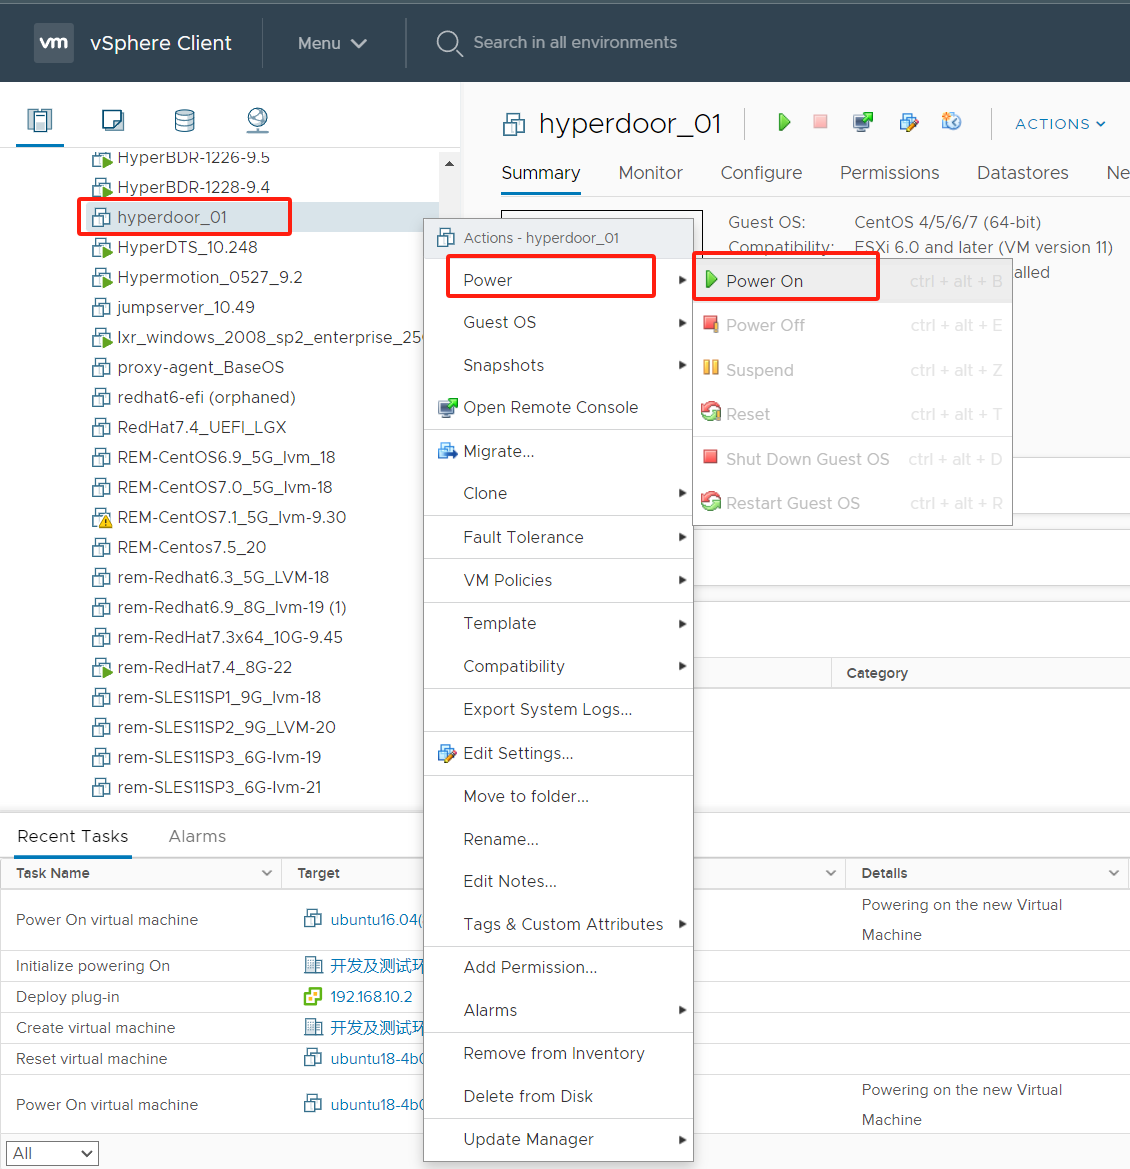 vm vSphere Client Menu Search in all environments
hyperdoor_01 ACTIONS
Summary Monitor Configure Permissions Datastores Ne
HyperBDR-1226-9.5
HyperBDR-1228-9.4
hyperdoor_01
HyperDTS_10.248
Hypermotion_0527_9.2
jumpserver_10.49
lxr_windows_2008_sp2_enterprise_25
proxy-agent_BaseOS
redhat6-efi (orphaned)
RedHat7.4_UEFI_LGX
REM-CentOS6.9_5G_lvm_18
REM-CentOS7.0_5G_lvm-18
REM-CentOS7.1_5G_lvm-9.30
REM-Centos7.5_20
rem-Redhat6.3_5G_LVM-18
rem-Redhat6.9_8G_lvm-19 (1)
rem-RedHat7.3x64_10G-9.45
rem-RedHat7.4_8G-22
rem-SLES11SP1_9G_lvm-18
rem-SLES11SP2_9G_LVM-20
rem-SLES11SP3_6G-lvm-19
rem-SLES11SP3_6G-lvm-21
Guest OS: CentOS 4/5/6/7 (64-bit)
Compatibility: ESXi 6.0 and later (VM version 11)
alled
Actions - hyperdoor_01
Power
Guest OS
Snapshots
Open Remote Console
Migrate...
Clone
Fault Tolerance
VM Policies
Template
Compatibility
Export System Logs...
Edit Settings...
Move to folder...
Rename...
Edit Notes...
Tags & Custom Attributes
Add Permission...
Alarms
Remove from Inventory
Delete from Disk
Update Manager
Power On ctrl + alt + B
Power Off ctrl + alt + E
Suspend ctrl + alt + Z
Reset ctrl + alt + T
Shut Down Guest OS ctrl + alt + D
Restart Guest OS ctrl + alt + R
Category
Recent Tasks Alarms
Task Name Target Details
Power On virtual machine ubuntu16.04( Powering on the new Virtual
Machine
Initialize powering On 开发及测试环
Deploy plug-in 192.168.10.2
Create virtual machine 开发及测试环
Reset virtual machine ubuntu18-4b0
Power On virtual machine ubuntu18-4b0 Powering on the new Virtual
Machine
All